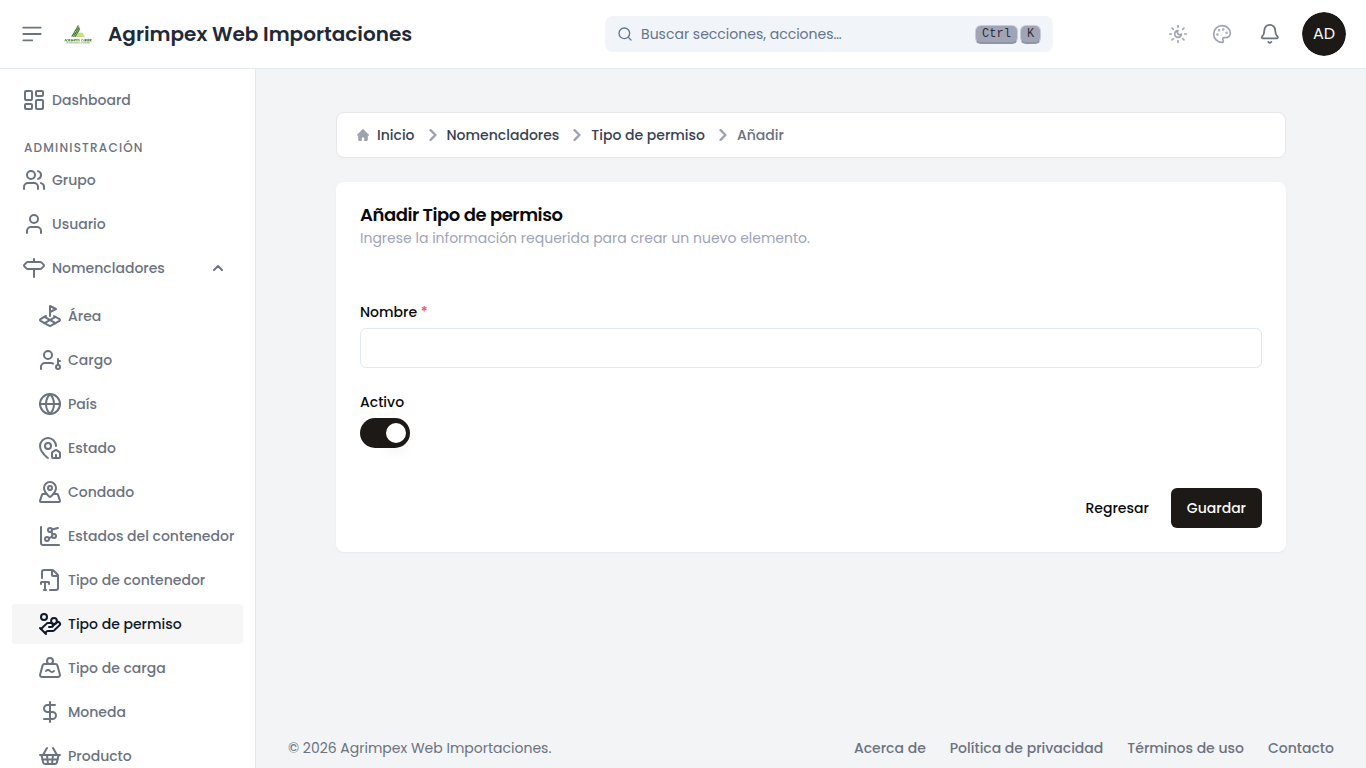 Agrimpex Web Importaciones
Buscar secciones, acciones...
Ctrl K
AD
Dashboard
ADMINISTRACIÓN
Grupo
Usuario
Nomencladores
Área
Cargo
País
Estado
Condado
Estados del contenedor
Tipo de contenedor
Tipo de permiso
Tipo de carga
Moneda
Producto
Inicio > Nomencladores > Tipo de permiso > Añadir
Añadir Tipo de permiso
Ingrese la información requerida para crear un nuevo elemento.
Nombre *
Activo
Regresar Guardar
© 2026 Agrimpex Web Importaciones.
Acerca de Política de privacidad Términos de uso Contacto